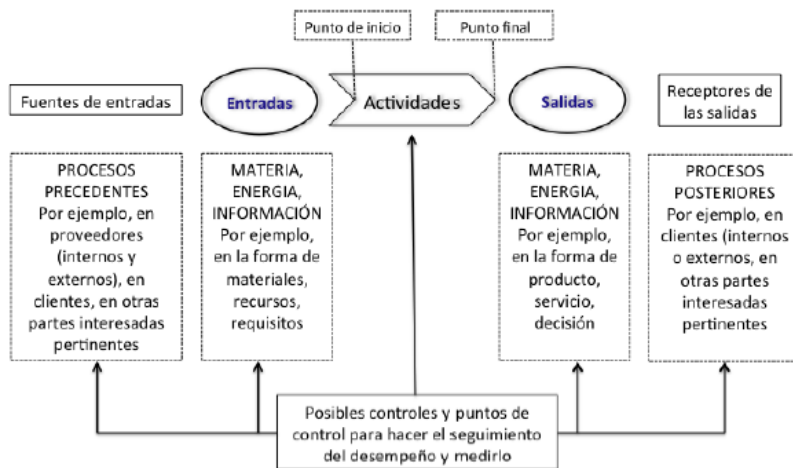 Punto de inicio
Punto final
Fuentes de entradas
Entradas
Actividades
Salidas
Receptores de
las salidas
PROCESOS
PRECEDENTES
Por ejemplo, en
proveedores
(internos y
externos), en
clientes, en otras
partes interesadas
pertinentes
MATERIA,
ENERGIA,
INFORMACIÓN
Por ejemplo,
en la forma de
materiales,
recursos,
requisitos
MATERIA,
ENERGIA,
INFORMACIÓN
Por ejemplo,
en la forma de
producto,
servicio,
decisión
PROCESOS
POSTERIORES
Por ejemplo, en
clientes (internos
o externos, en
otras partes
interesadas
pertinentes
Posibles controles y puntos de
control para hacer el seguimiento
del desempeño y medirlo